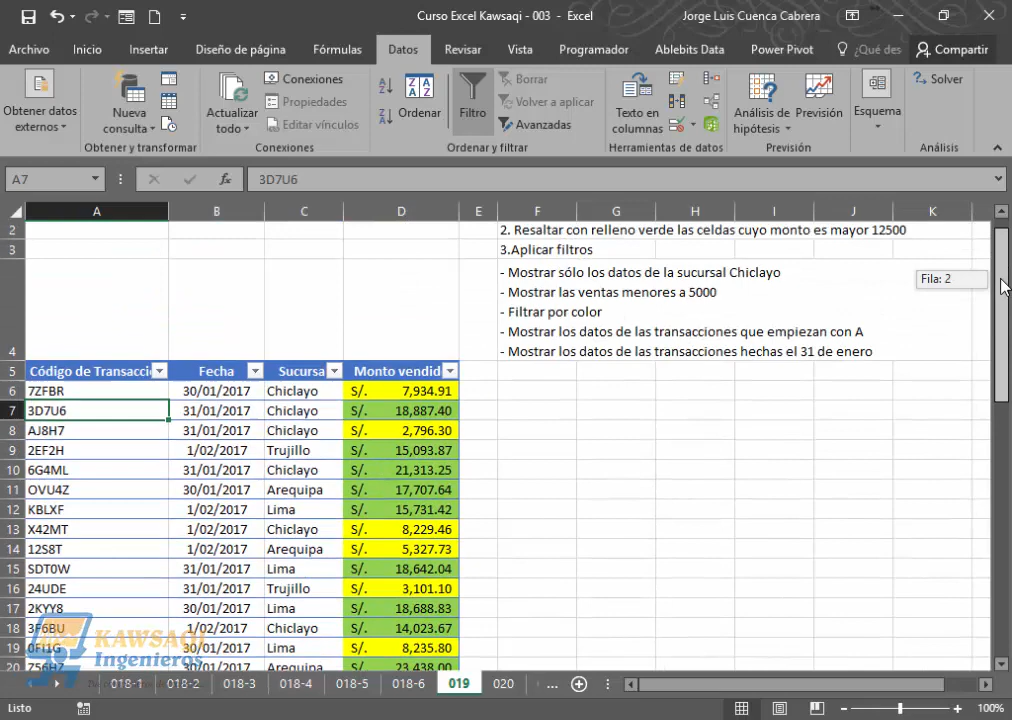 Curso Excel Kawsaqi - 003 - Excel
Jorge Luis Cuenca Cabrera
Archivo Inicio Insertar Diseño de página Fórmulas Datos Revisar Vista Programador Ablebits Data Power Pivot ¿Qué des Compartir
Obtener datos externos
Nueva consulta
Actualizar todo
Conexiones
Propiedades
Editar vínculos
Ordenar
Filtro
Borrar
Volver a aplicar
Avanzadas
Texto en columnas
Análisis de hipótesis
Previsión
Esquema
Solver
Obtener y transformar
Conexiones
Ordenar y filtrar
Herramientas de datos
Previsión
Análisis
A7 fx 3D7U6
A B C D E F G H I J K
2 2. Resaltar con relleno verde las celdas cuyo monto es mayor 12500
3 3.Aplicar filtros
- Mostrar sólo los datos de la sucursal Chiclayo
Fila: 2
- Mostrar las ventas menores a 5000
- Filtrar por color
- Mostrar los datos de las transacciones que empiezan con A
4 - Mostrar los datos de las transacciones hechas el 31 de enero
5 Código de Transacci Fecha Sucursa Monto vendid
6 7ZFBR 30/01/2017 Chiclayo S/. 7,934.91
7 3D7U6 31/01/2017 Chiclayo S/. 18,887.40
8 AJ8H7 31/01/2017 Chiclayo S/. 2,796.30
9 2EF2H 1/02/2017 Trujillo S/. 15,093.87
10 6G4ML 31/01/2017 Chiclayo S/. 21,313.25
11 OVU4Z 30/01/2017 Arequipa S/. 17,707.64
12 KBLXF 1/02/2017 Lima S/. 15,731.42
13 X42MT 1/02/2017 Chiclayo S/. 8,229.46
14 12S8T 1/02/2017 Arequipa S/. 5,327.73
15 SDT0W 31/01/2017 Lima S/. 18,642.04
16 24UDE 31/01/2017 Trujillo S/. 3,101.10
17 2KYY8 30/01/2017 Lima S/. 18,688.83
18 3F6BU 1/02/2017 Chiclayo S/. 14,023.67
19 0FI1G 30/01/2017 Lima S/. 8,235.80
20 Z56HZ 30/01/2017 Arequipa S/. 23,438.00
KAWSAQI
Ingenieros
018-1 018-2 018-3 018-4 018-5 018-6 019 020 ...
Listo
100%